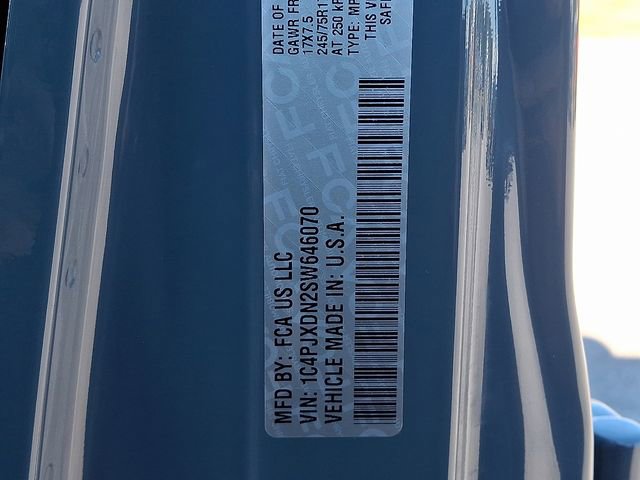 MFD BY: FCA US LLC
VIN: 1C4PJXDN2SW646070
VEHICLE MADE IN: U.S.A.
DATE OF
GAWR FR
17X7.5
245/75R1
AT 250 KP
TYPE: MP
THIS V
SAFE